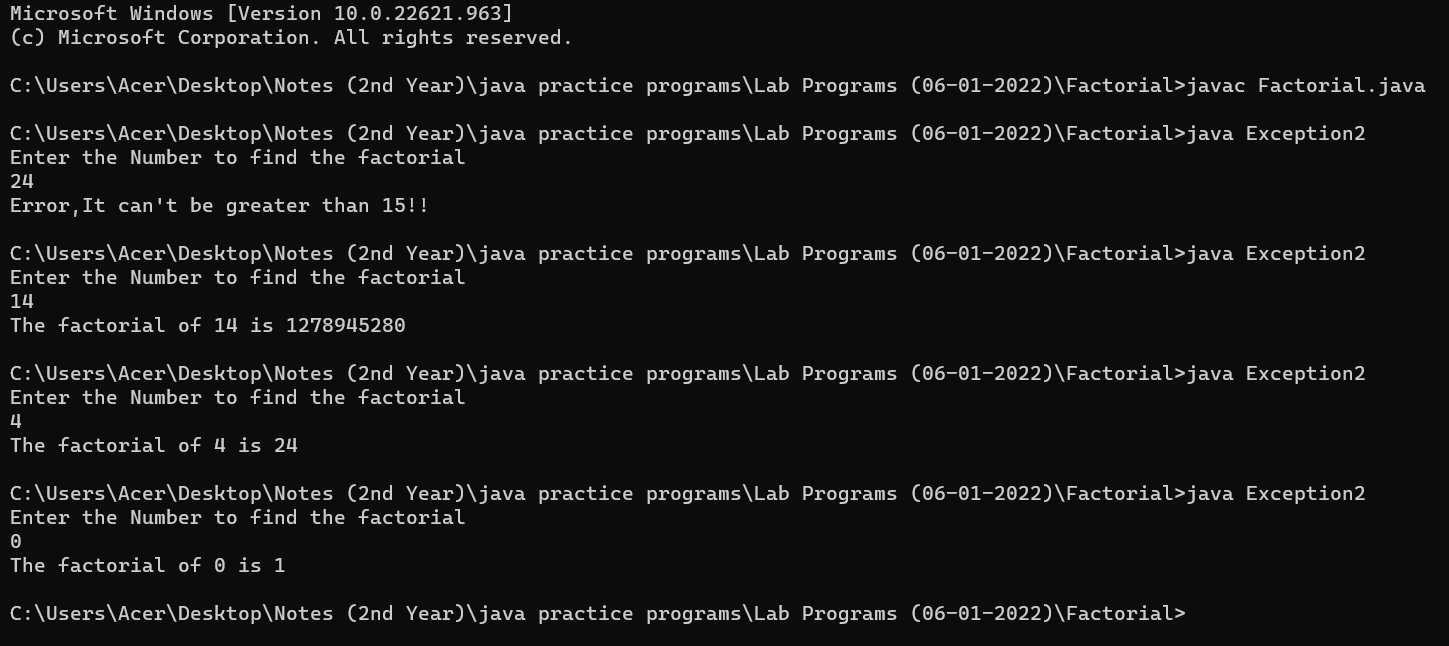 Microsoft Windows [Version 10.0.22621.963]
(c) Microsoft Corporation. All rights reserved.
C:\Users\Acer\Desktop\Notes (2nd Year)\java practice programs\Lab Programs (06-01-2022)\Factorial>javac Factorial.java
C:\Users\Acer\Desktop\Notes (2nd Year)\java practice programs\Lab Programs (06-01-2022)\Factorial>java Exception2
Enter the Number to find the factorial
24
Error,It can't be greater than 15!!
C:\Users\Acer\Desktop\Notes (2nd Year)\java practice programs\Lab Programs (06-01-2022)\Factorial>java Exception2
Enter the Number to find the factorial
14
The factorial of 14 is 1278945280
C:\Users\Acer\Desktop\Notes (2nd Year)\java practice programs\Lab Programs (06-01-2022)\Factorial>java Exception2
Enter the Number to find the factorial
4
The factorial of 4 is 24
C:\Users\Acer\Desktop\Notes (2nd Year)\java practice programs\Lab Programs (06-01-2022)\Factorial>java Exception2
Enter the Number to find the factorial
0
The factorial of 0 is 1
C:\Users\Acer\Desktop\Notes (2nd Year)\java practice programs\Lab Programs (06-01-2022)\Factorial>